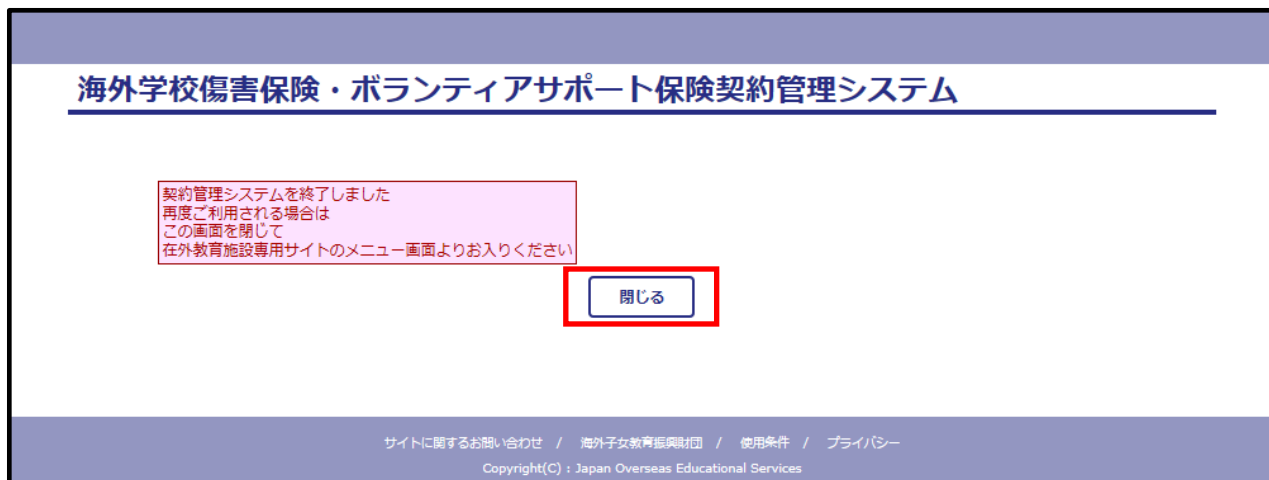 海外学校傷害保険・ボランティアサポート保険契約管理システム
契約管理システムを終了しました
再度ご利用される場合は
この画面を閉じて
在外教育施設専用サイトのメニュー画面よりお入りください
閉じる
サイトに関するお問い合わせ / 海外子女教育振興財団 / 使用条件 / プライバシー
Copyright(C) : Japan Overseas Educational Services